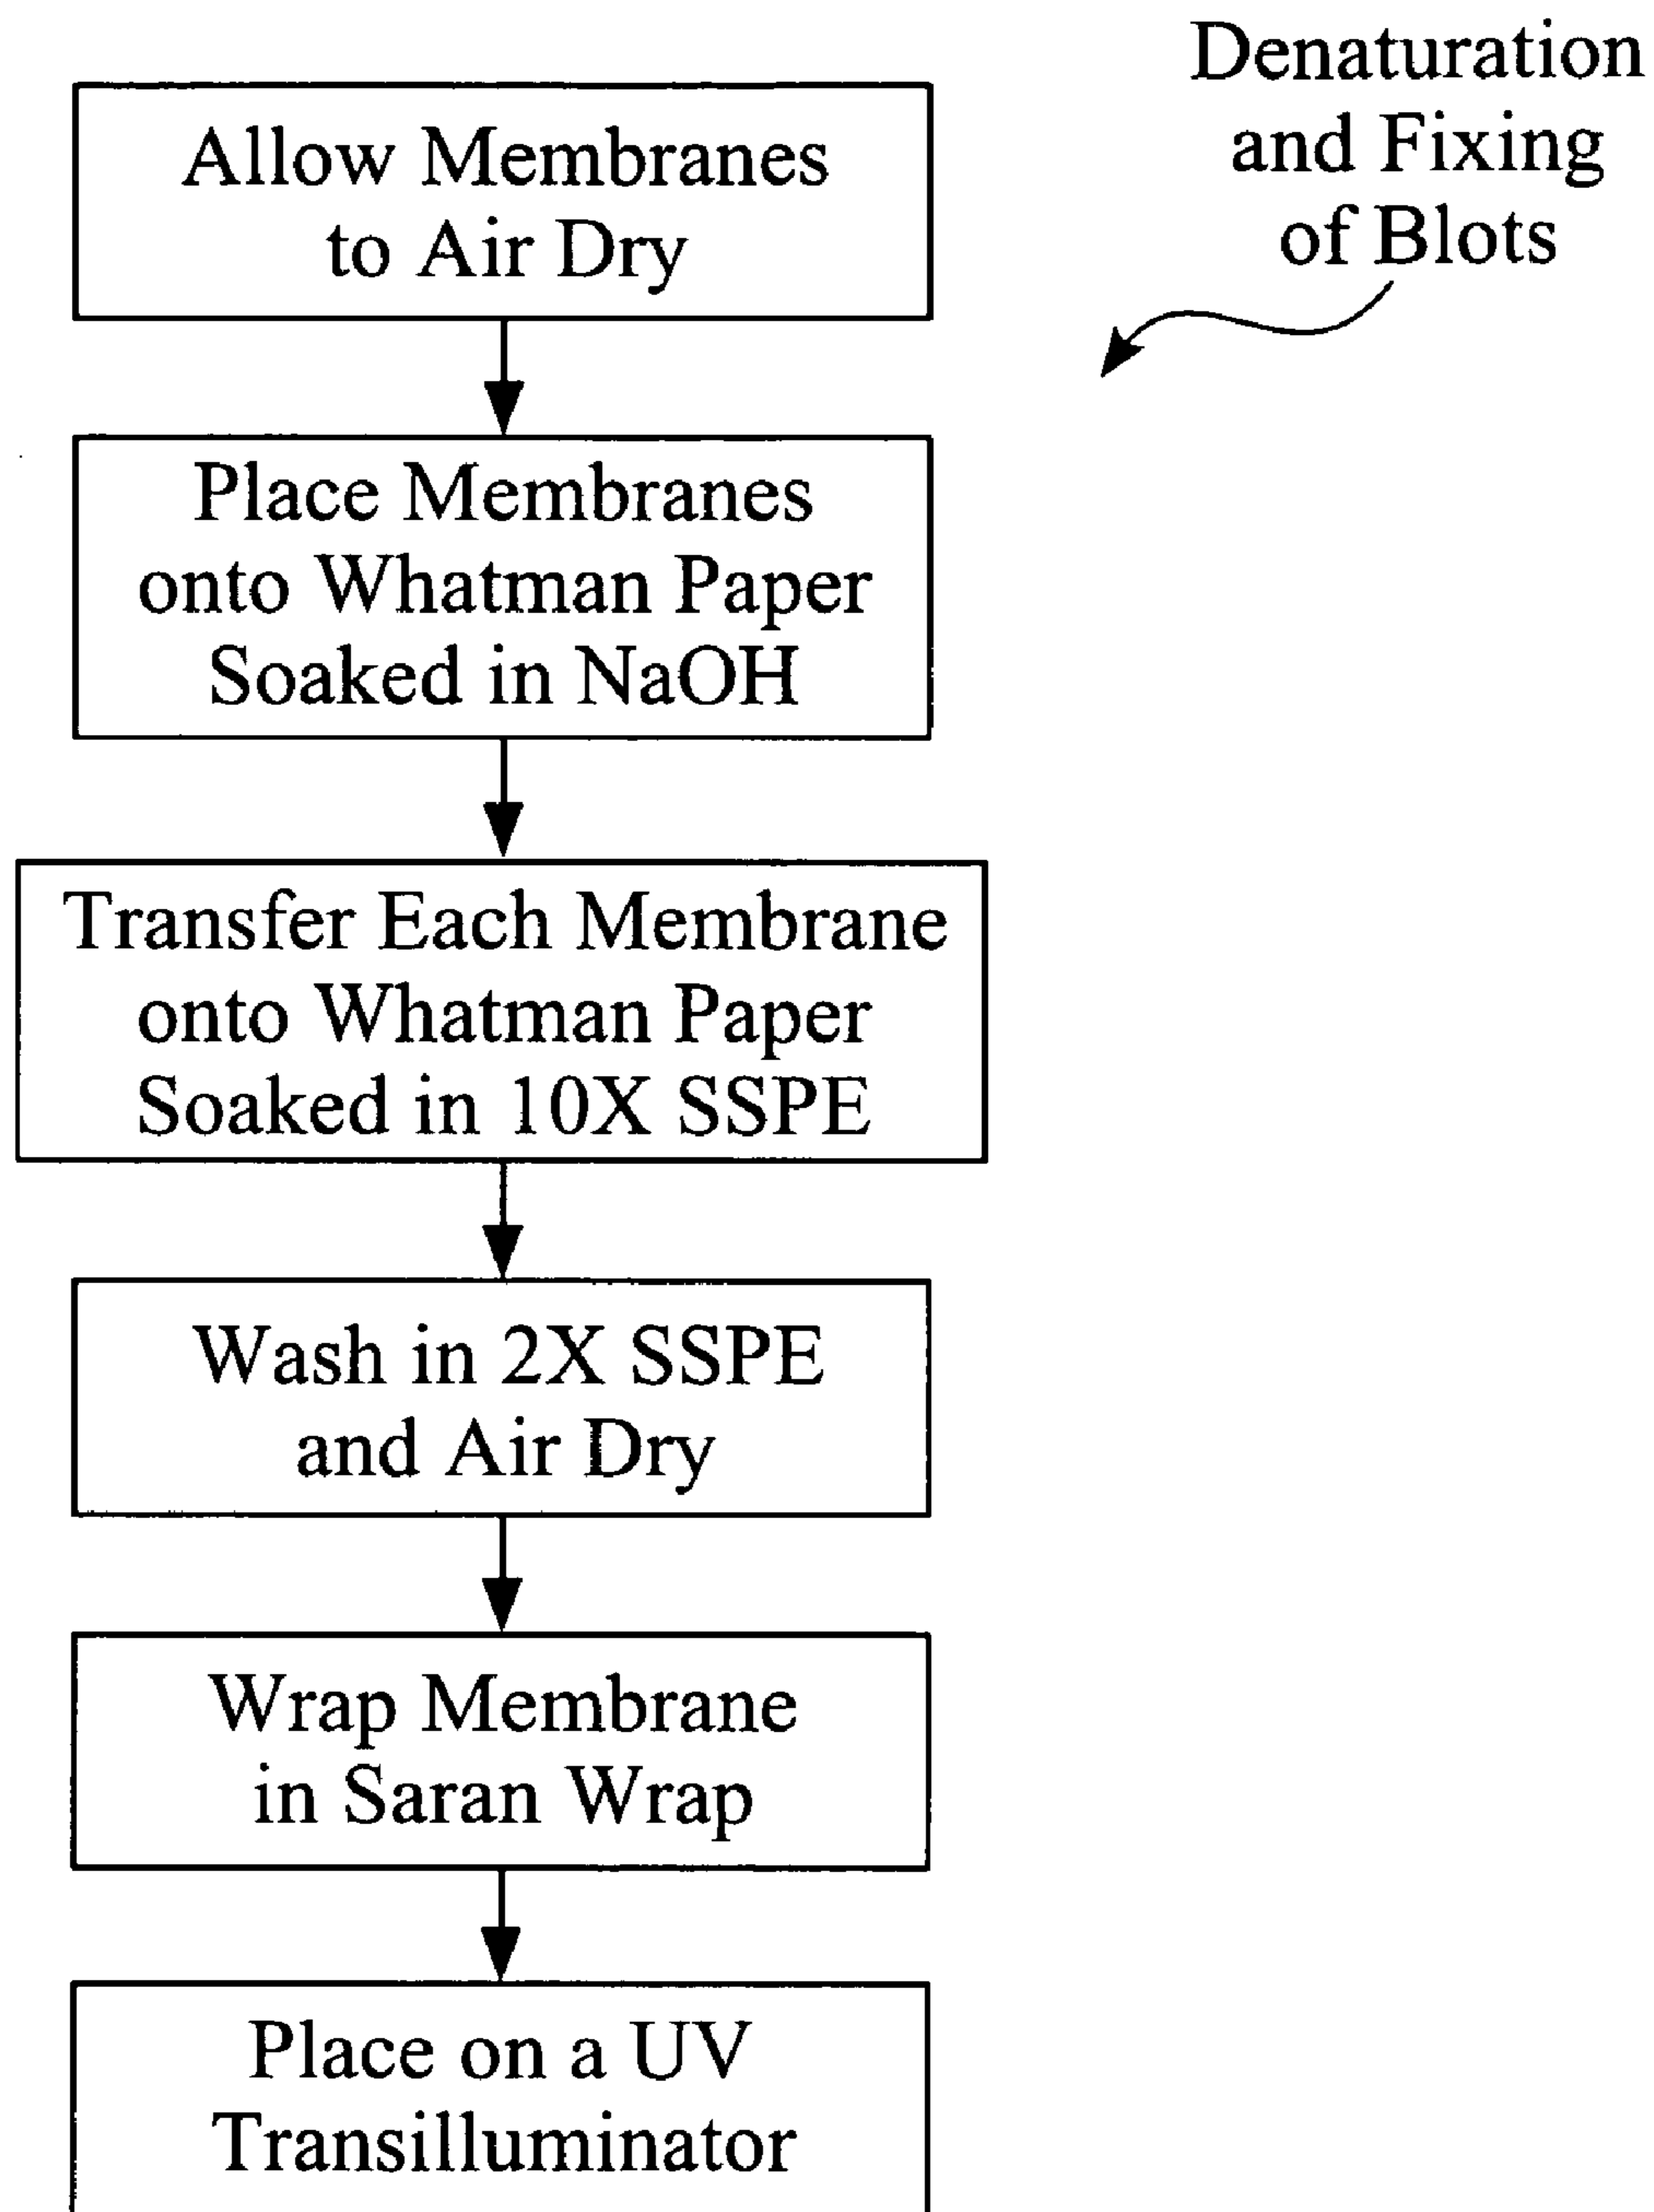 Denaturation
and Fixing
of Blots
Allow Membranes
to Air Dry
Place Membranes
onto Whatman Paper
Soaked in NaOH
Transfer Each Membrane
onto Whatman Paper
Soaked in 10X SSPE
Wash in 2X SSPE
and Air Dry
Wrap Membrane
in Saran Wrap
Place on a UV
Transilluminator